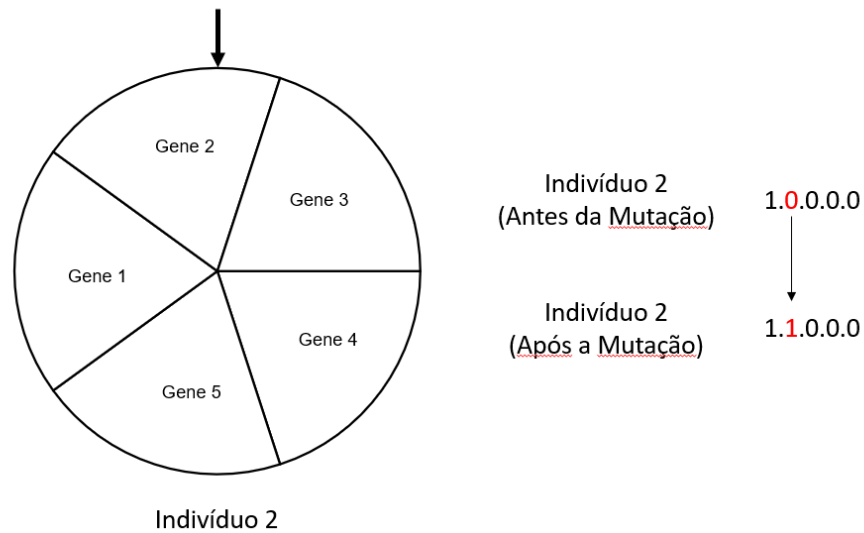 Gene 2
Gene 3
Gene 1
Gene 4
Gene 5
Indivíduo 2
Indivíduo 2
(Antes da Mutação)
1.0.0.0.0
Indivíduo 2
(Após a Mutação)
1.1.0.0.0